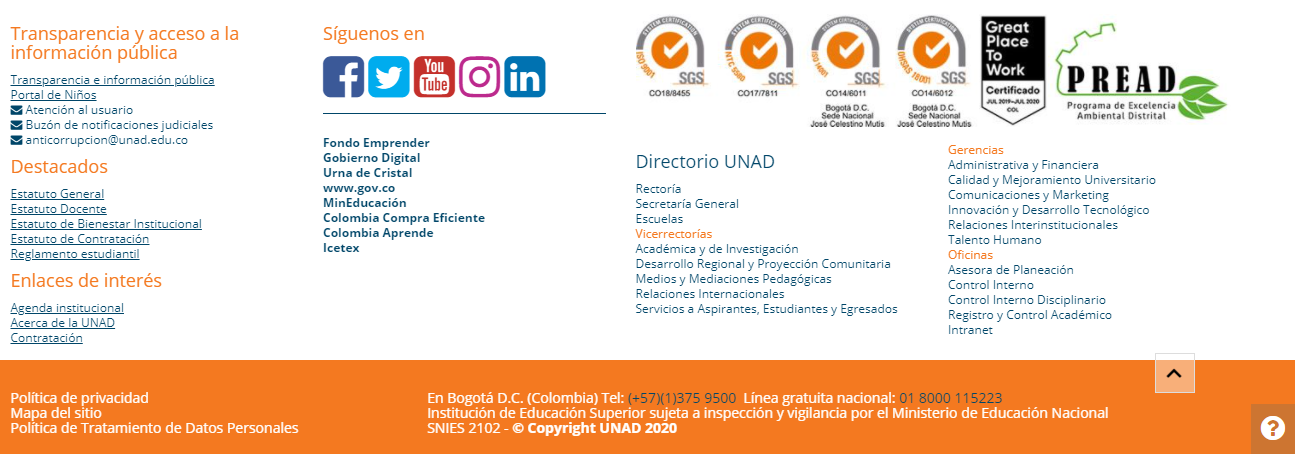 Transparencia y acceso a la
información pública
Transparencia e información pública
Portal de Niños
Atención al usuario
Buzón de notificaciones judiciales
anticorrupcion@unad.edu.co
Destacados
Estatuto General
Estatuto Docente
Estatuto de Bienestar Institucional
Estatuto de Contratación
Reglamento estudiantil
Enlaces de interés
Agenda institucional
Acerca de la UNAD
Contratación
Síguenos en
You
Tube
in
Fondo Emprender
Gobierno Digital
Urna de Cristal
www.gov.co
MinEducación
Colombia Compra Eficiente
Colombia Aprende
Icetex
SYSTEM CERTIFICATION
ISO 9001
SGS
CO18/8455
SYSTEM CERTIFICATION
NTC 5580
SGS
CO17/7811
SYSTEM CERTIFICATION
ISO 14001
SGS
CO14/6011
Bogotá D.C.
Sede Nacional
José Celestino Mutis
SYSTEM CERTIFICATION
OHSAS 18001
SGS
CO14/6012
Bogotá D.C.
Sede Nacional
José Celestino Mutis
Great
Place
To
Work
Certificado
JUL 2019-JUL 2020
COL
PREAD
Programa de Excelencia
Ambiental Distrital
Directorio UNAD
Rectoría
Secretaría General
Escuelas
Vicerrectorías
Académica y de Investigación
Desarrollo Regional y Proyección Comunitaria
Medios y Mediaciones Pedagógicas
Relaciones Internacionales
Servicios a Aspirantes, Estudiantes y Egresados
Gerencias
Administrativa y Financiera
Calidad y Mejoramiento Universitario
Comunicaciones y Marketing
Innovación y Desarrollo Tecnológico
Relaciones Interinstitucionales
Talento Humano
Oficinas
Asesora de Planeación
Control Interno
Control Interno Disciplinario
Registro y Control Académico
Intranet
Política de privacidad
Mapa del sitio
Política de Tratamiento de Datos Personales
En Bogotá D.C. (Colombia) Tel: (+57)(1)375 9500 Línea gratuita nacional: 01 8000 115223
Institución de Educación Superior sujeta a inspección y vigilancia por el Ministerio de Educación Nacional
SNIES 2102 - © Copyright UNAD 2020
?